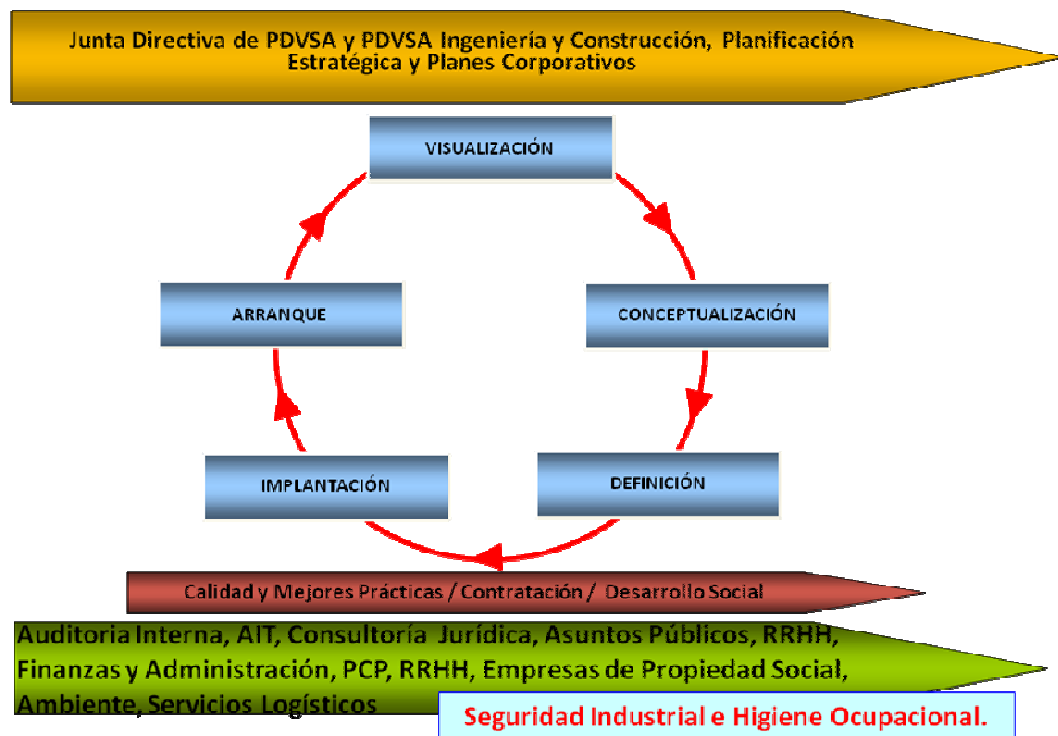 Junta Directiva de PDVSA y PDVSA Ingeniería y Construcción, Planificación
Estratégica y Planes Corporativos
VISUALIZACIÓN
ARRANQUE
CONCEPTUALIZACIÓN
IMPLANTACIÓN
DEFINICIÓN
Calidad y Mejores Prácticas / Contratación / Desarrollo Social
Auditoria Interna, AIT, Consultoría Jurídica, Asuntos Públicos, RRHH,
Finanzas y Administración, PCP, RRHH, Empresas de Propiedad Social,
Ambiente, Servicios Logísticos
Seguridad Industrial e Higiene Ocupacional.